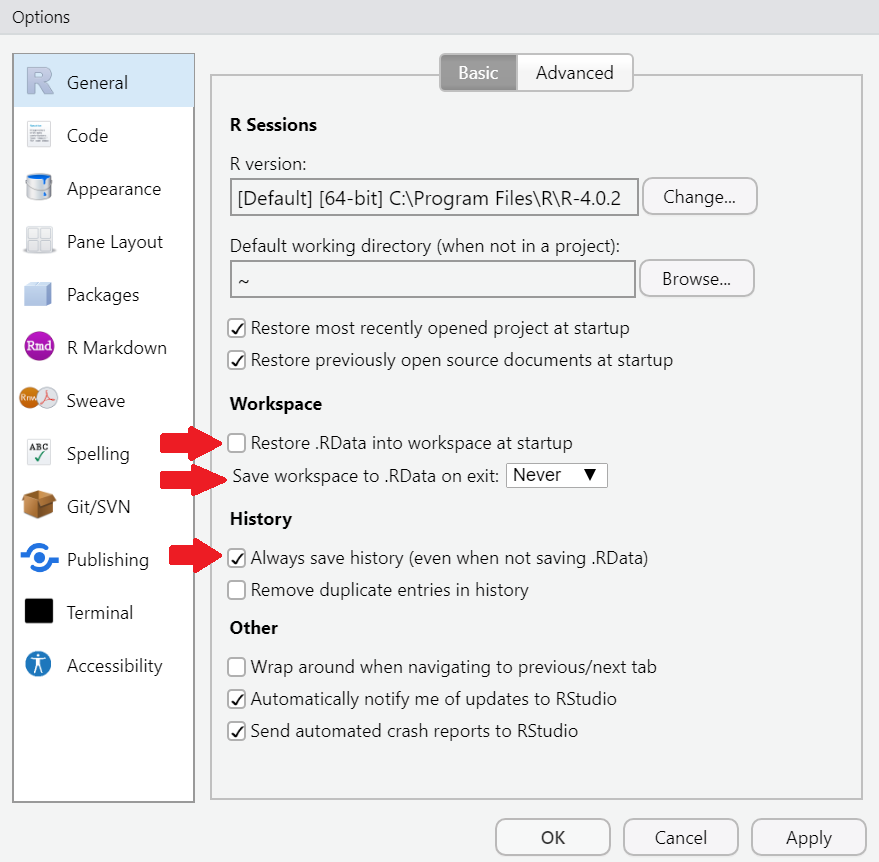 Options
General
Code
Appearance
Pane Layout
Packages
Rmd R Markdown
Rnw Sweave
ABC Spelling
Git/SVN
Publishing
Terminal
Accessibility
Basic Advanced
R Sessions
R version:
[Default] [64-bit] C:\Program Files\R\R-4.0.2 Change...
Default working directory (when not in a project):
~ Browse...
Restore most recently opened project at startup
Restore previously open source documents at startup
Workspace
Restore .RData into workspace at startup
Save workspace to .RData on exit: Never
History
Always save history (even when not saving .RData)
Remove duplicate entries in history
Other
Wrap around when navigating to previous/next tab
Automatically notify me of updates to RStudio
Send automated crash reports to RStudio
OK Cancel Apply